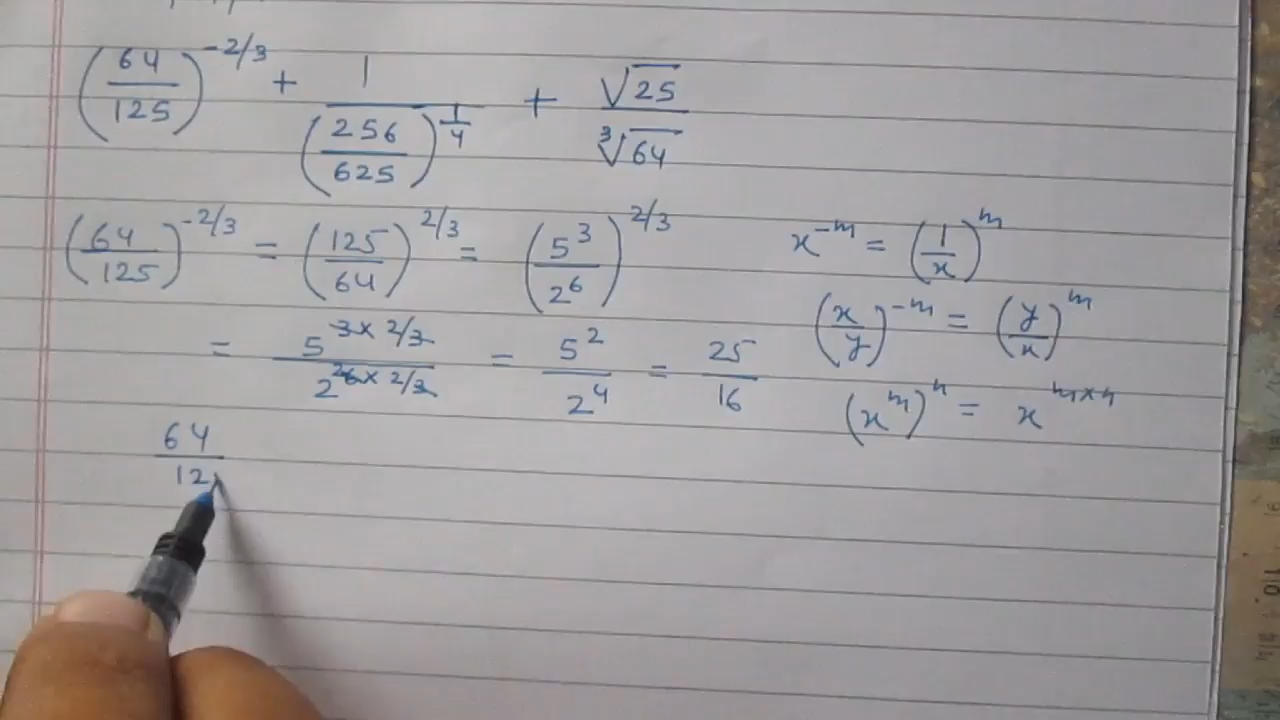 (64/125)^(-2/3) + 1/(256/625)^(1/4) + √25/∛64
(64/125)^(-2/3) = (125/64)^(2/3) = (5^3/2^6)^(2/3)
x^(-m) = (1/x)^m
= 5^(3×2/3)/2^(26×2/3) = 5^2/2^4 = 25/16
(x/y)^(-m) = (y/x)^m
(x^m)^n = x^(m×n)
64/12